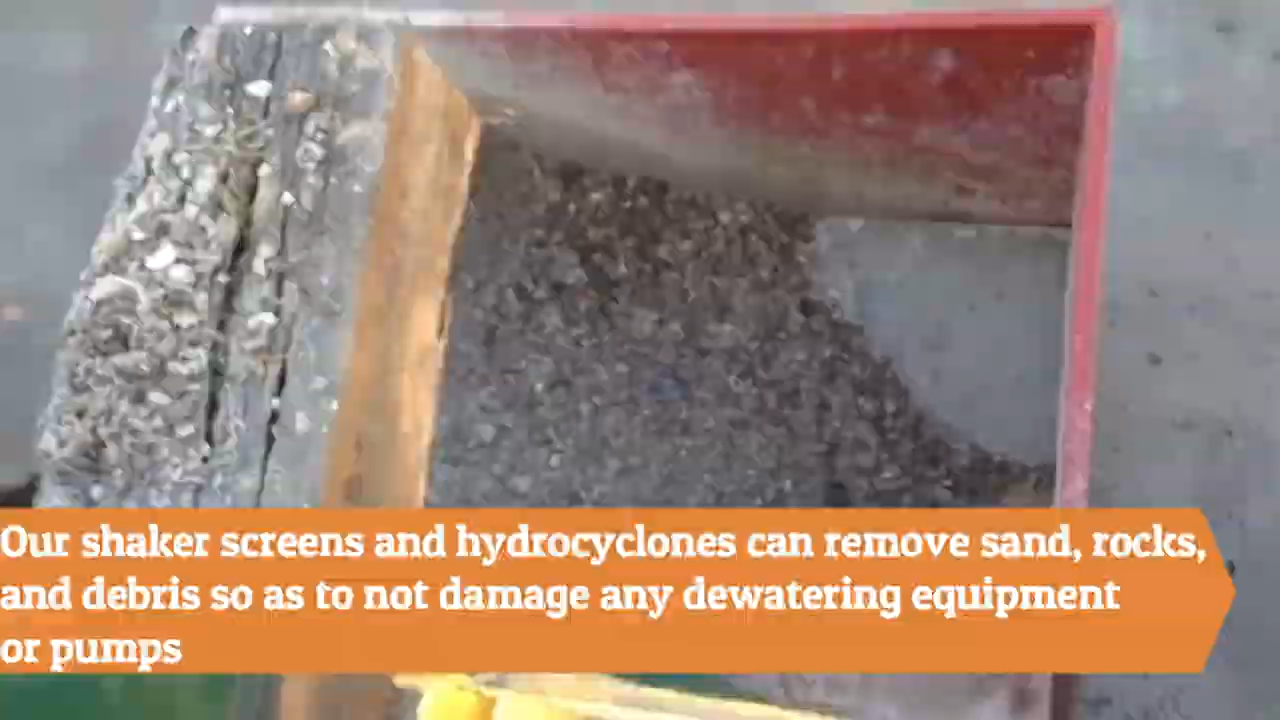 Our shaker screens and hydrocyclones can remove sand, rocks,
and debris so as to not damage any dewatering equipment
or pumps